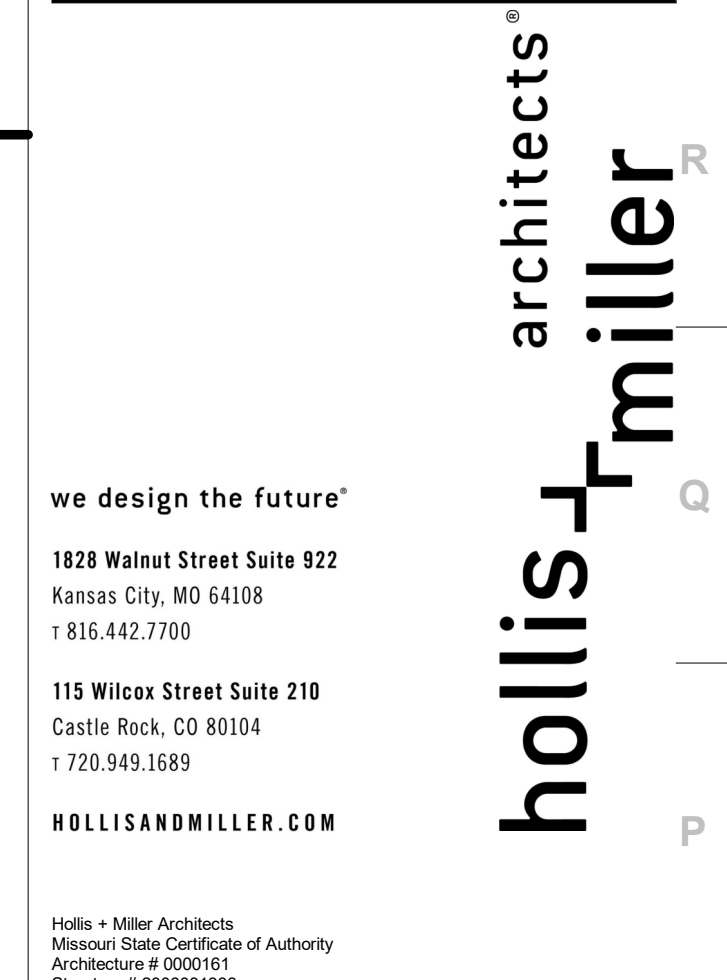 architects®
hollis+miller
R
Q
P
we design the future®
1828 Walnut Street Suite 922
Kansas City, MO 64108
T 816.442.7700
115 Wilcox Street Suite 210
Castle Rock, CO 80104
T 720.949.1689
HOLLISANDMILLER.COM
Hollis + Miller Architects
Missouri State Certificate of Authority
Architecture # 0000161